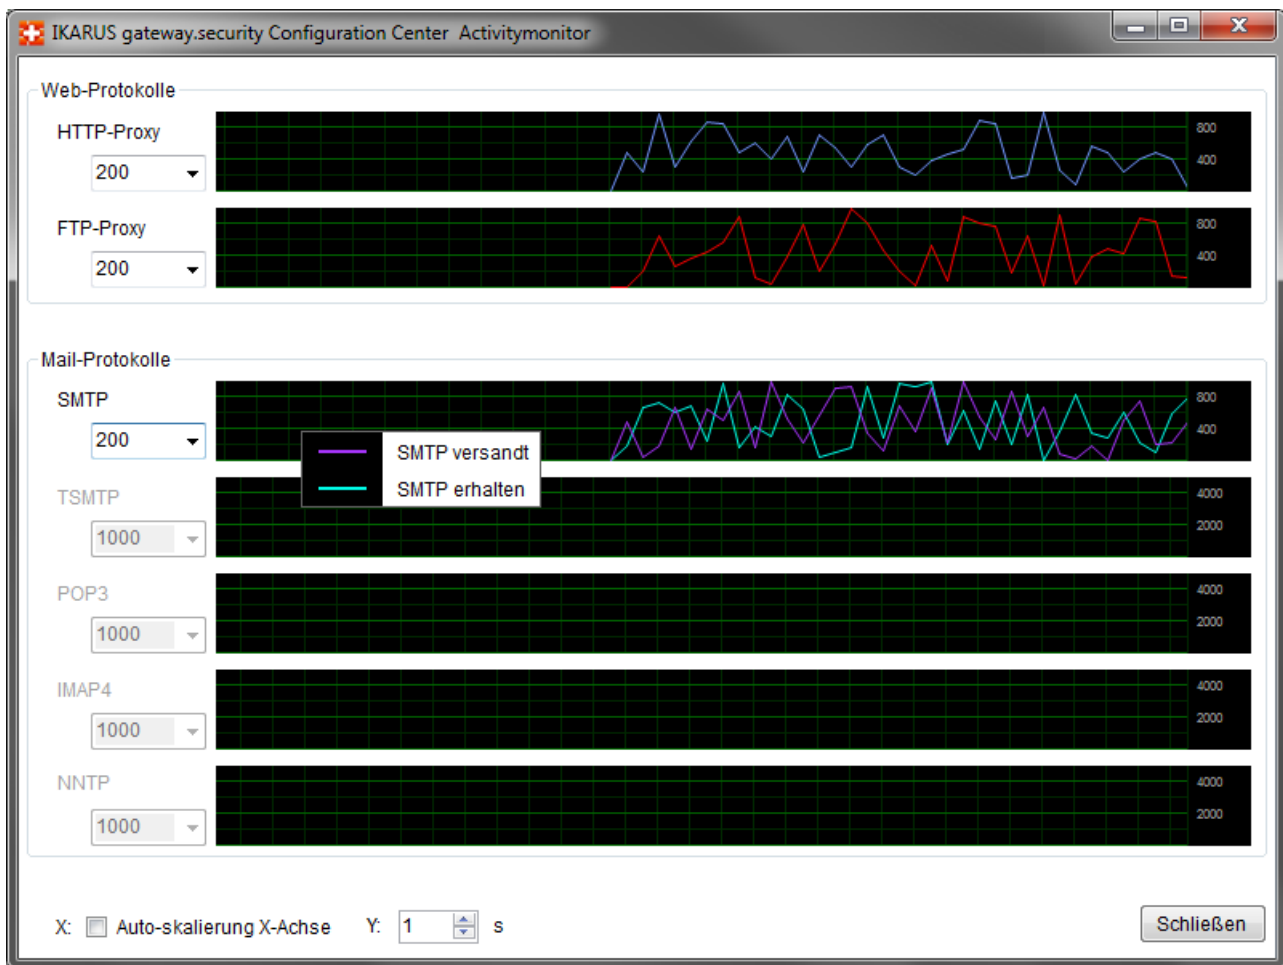 IKARUS gateway.security Configuration Center Activitymonitor
Web-Protokolle
HTTP-Proxy
200
800
400
FTP-Proxy
200
800
400
Mail-Protokolle
SMTP
200
800
400
SMTP versandt
SMTP erhalten
TSMTP
1000
4000
2000
POP3
1000
4000
2000
IMAP4
1000
4000
2000
NNTP
1000
4000
2000
X: Auto-skalierung X-Achse Y: 1 s
Schließen